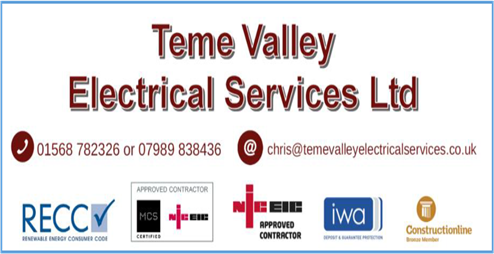 Teme Valley
Electrical Services Ltd
01568 782326 or 07989 838436
@ chris@temevalleyelectricalservices.co.uk
RECC
RENEWABLE ENERGY CONSUMER CODE
APPROVED CONTRACTOR
MCS
CERTIFIED
NICEIC
NICEIC
APPROVED
CONTRACTOR
iwa
DEPOSIT & GUARANTEE PROTECTION
Constructionline
Bronze Member